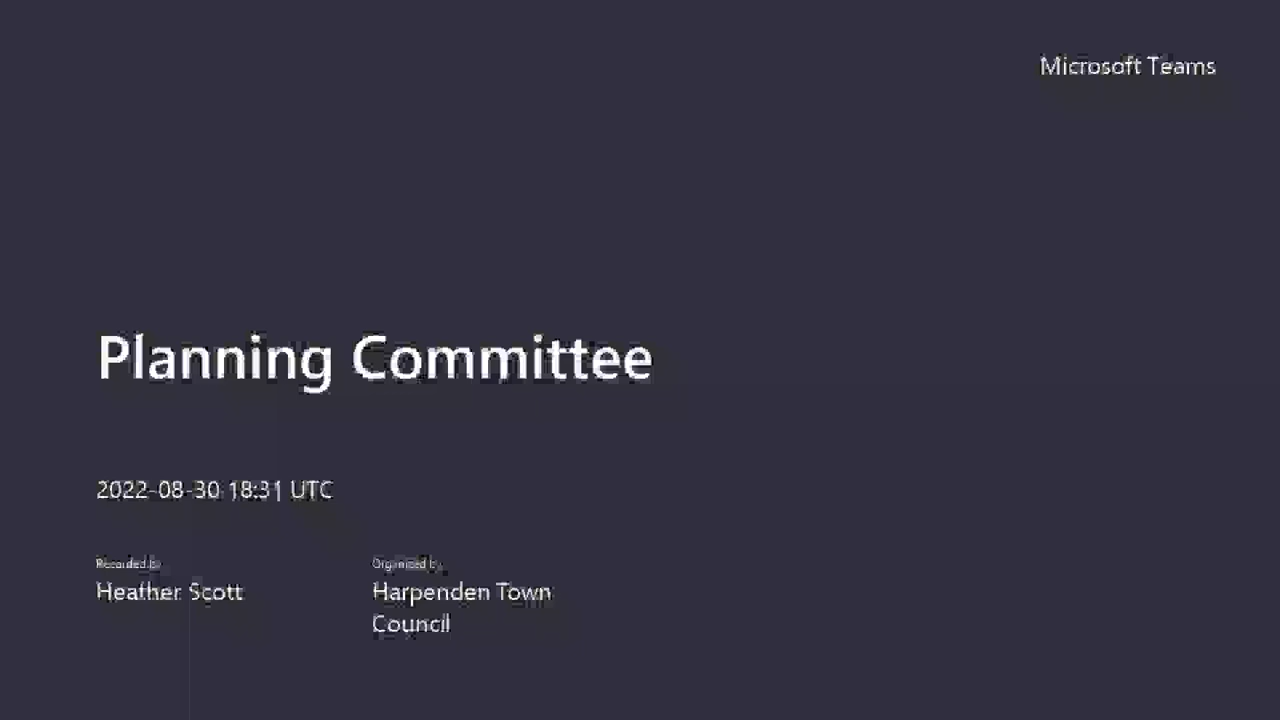 Microsoft Teams
Planning Committee
2022-08-30 18:31 UTC
Recorded by
Organized by
Heather Scott
Harpenden Town
Council